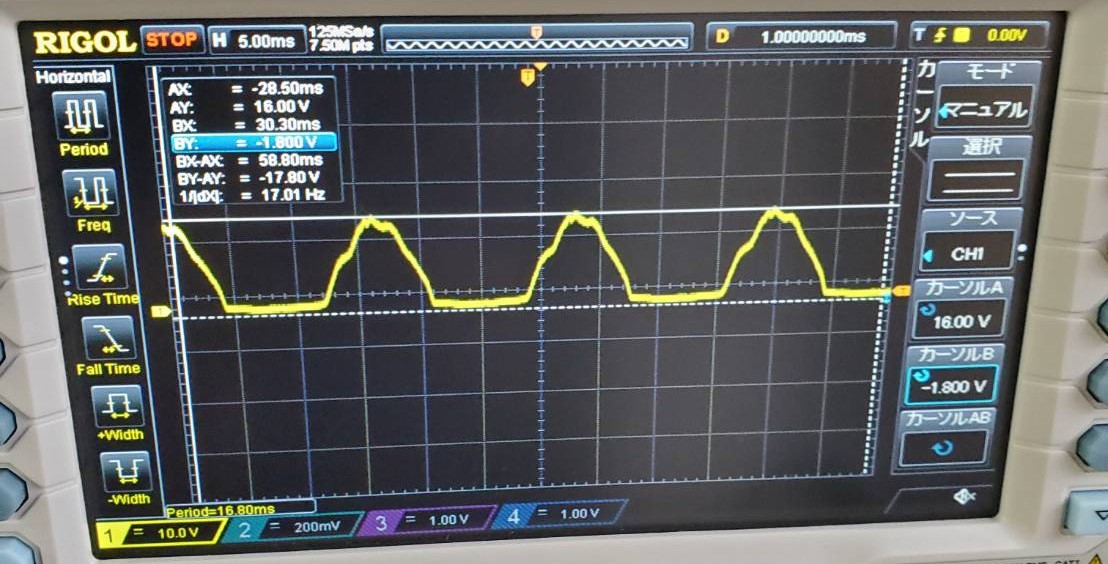 RIGOL STOP H 5.00ms 125MSa/s 7.50M pts T D 1.00000000ms T 0.00V
Horizontal
Period
Freq
Rise Time
Fall Time
+Width
-Width
AX: = -28.50ms
AY: = 16.00 V
BX: = 30.30ms
BY: = -1.800 V
BX-AX: = 58.80ms
BY-AY: = -17.80 V
1/|dX|: = 17.01 Hz
T
カーソル
モード
マニュアル
選択
ソース
CH1
カーソルA
16.00 V
カーソルB
-1.800 V
カーソルAB
Period=16.80ms
1 = 10.0 V 2 = 200mV 3 = 1.00 V 4 = 1.00 V